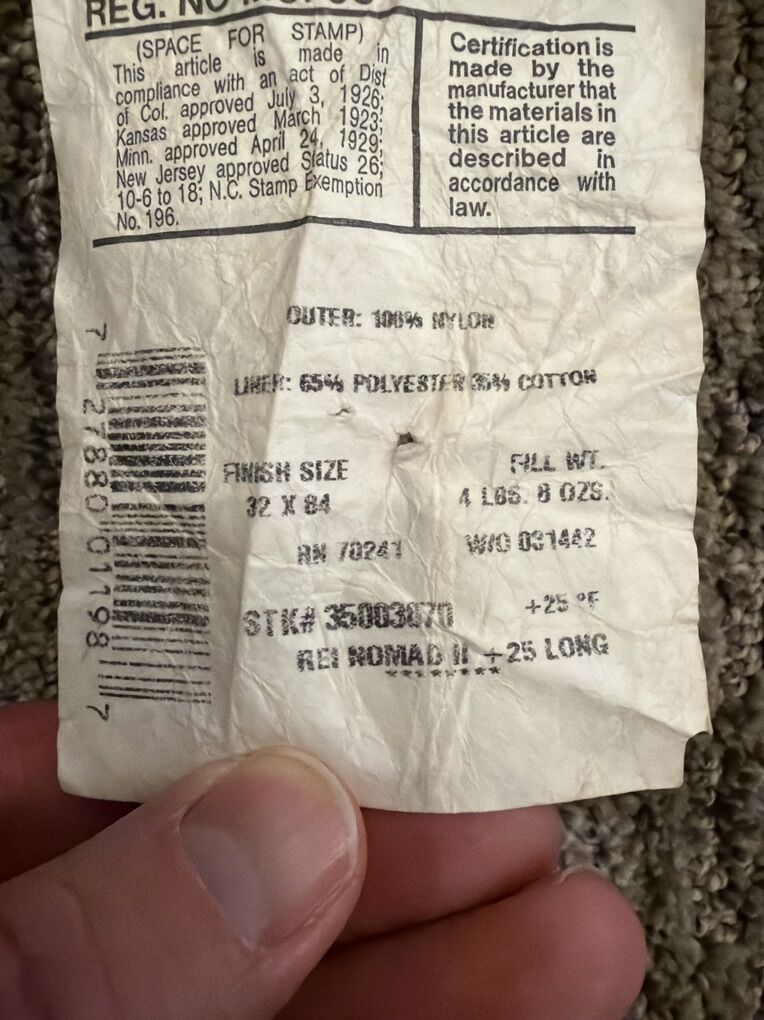 REG. NO
(SPACE FOR STAMP)
This article is made in
compliance with an act of Dist
of Col. approved July 3, 1926;
Kansas approved March 1923;
Minn. approved April 24, 1929;
New Jersey approved Status 26;
10-6 to 18; N.C. Stamp Exemption
No. 196.
Certification is
made by the
manufacturer that
the materials in
this article are
described in
accordance with
law.
OUTER: 100% NYLON
LINER: 65% POLYESTER 35% COTTON
FINISH SIZE
32 X 84
FILL WT.
4 LBS. 8 OZS.
RN 70241
W/O 031442
STK# 35003070
+25 °F
REI NOMAD II +25 LONG
********
7 27880 01198 7